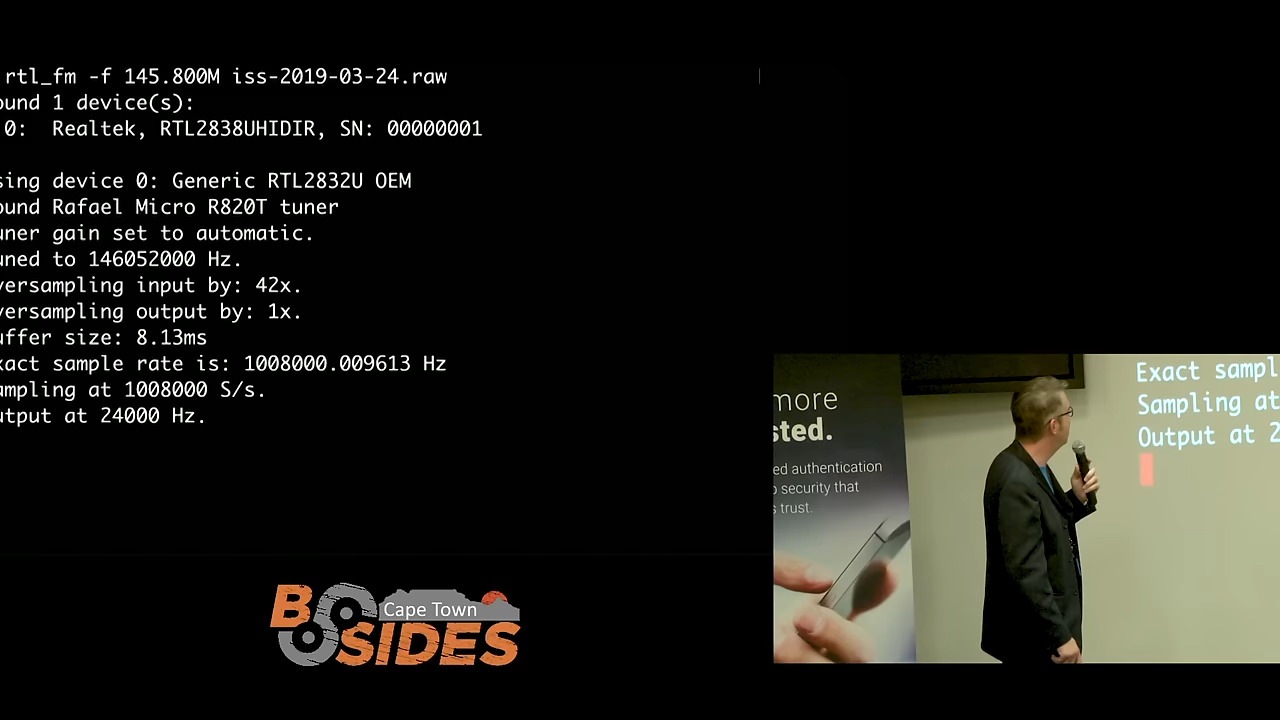 rtl_fm -f 145.800M iss-2019-03-24.raw
ound 1 device(s):
0: Realtek, RTL2838UHIDIR, SN: 00000001
sing device 0: Generic RTL2832U OEM
ound Rafael Micro R820T tuner
uner gain set to automatic.
uned to 146052000 Hz.
versampling input by: 42x.
versampling output by: 1x.
uffer size: 8.13ms
xact sample rate is: 1008000.009613 Hz
ampling at 1008000 S/s.
utput at 24000 Hz.
Exact sampl
Sampling at
Output at 2
more
sted.
ed authentication
o security that
s trust.
BSIDES
Cape Town